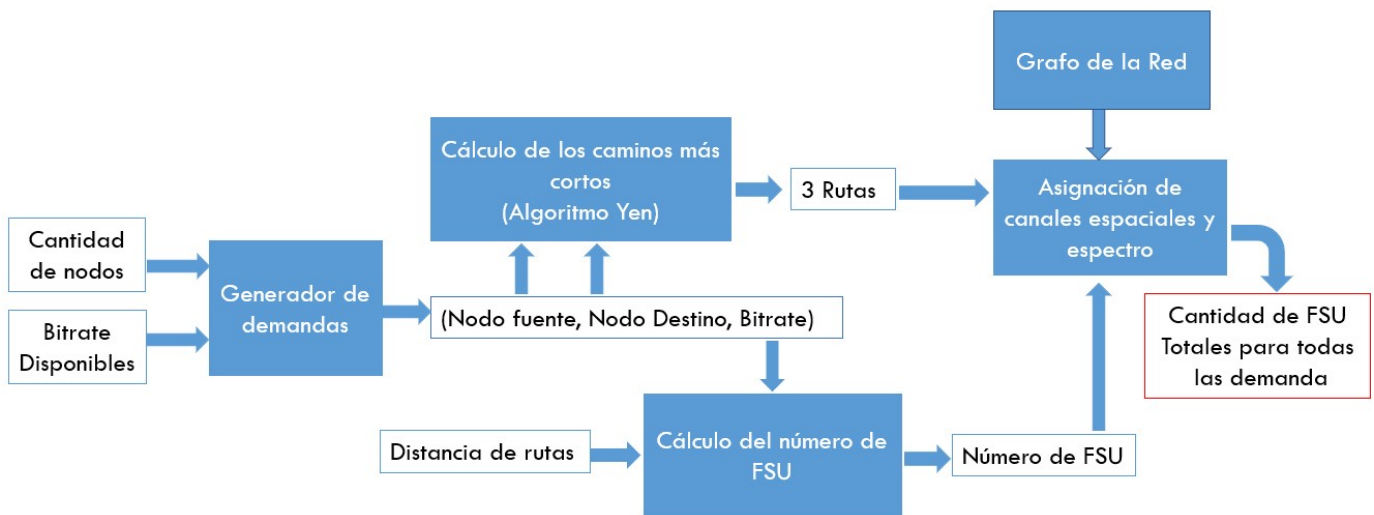 Grafo de la Red
Cálculo de los caminos más
cortos
(Algoritmo Yen)
3 Rutas
Asignación de
canales espaciales y
espectro
Cantidad
de nodos
Bitrate
Disponibles
Generador de
demandas
(Nodo fuente, Nodo Destino, Bitrate)
Cantidad de FSU
Totales para todas
las demanda
Distancia de rutas
Cálculo del número de
FSU
Número de FSU